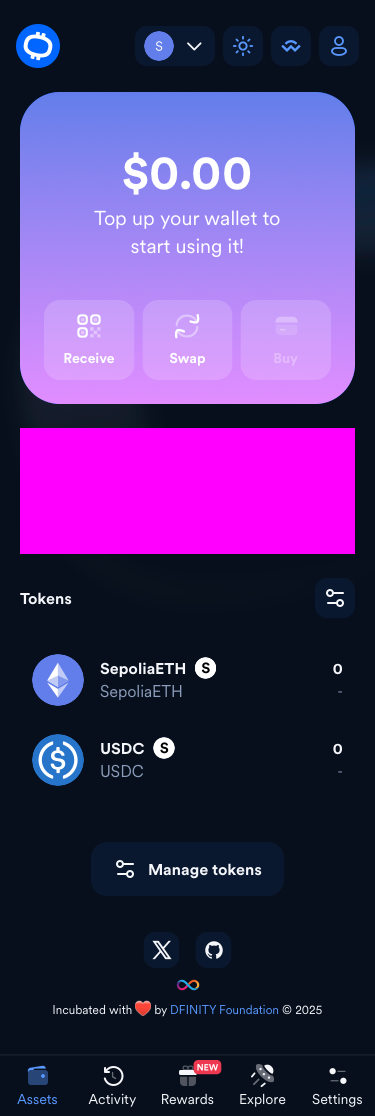 S
$0.00
Top up your wallet to
start using it!
Receive
Swap
Buy
Tokens
SepoliaETH S
0
SepoliaETH
-
USDC S
0
USDC
-
Manage tokens
Incubated with ❤️ by DFINITY Foundation © 2025
NEW
Assets
Activity
Rewards
Explore
Settings